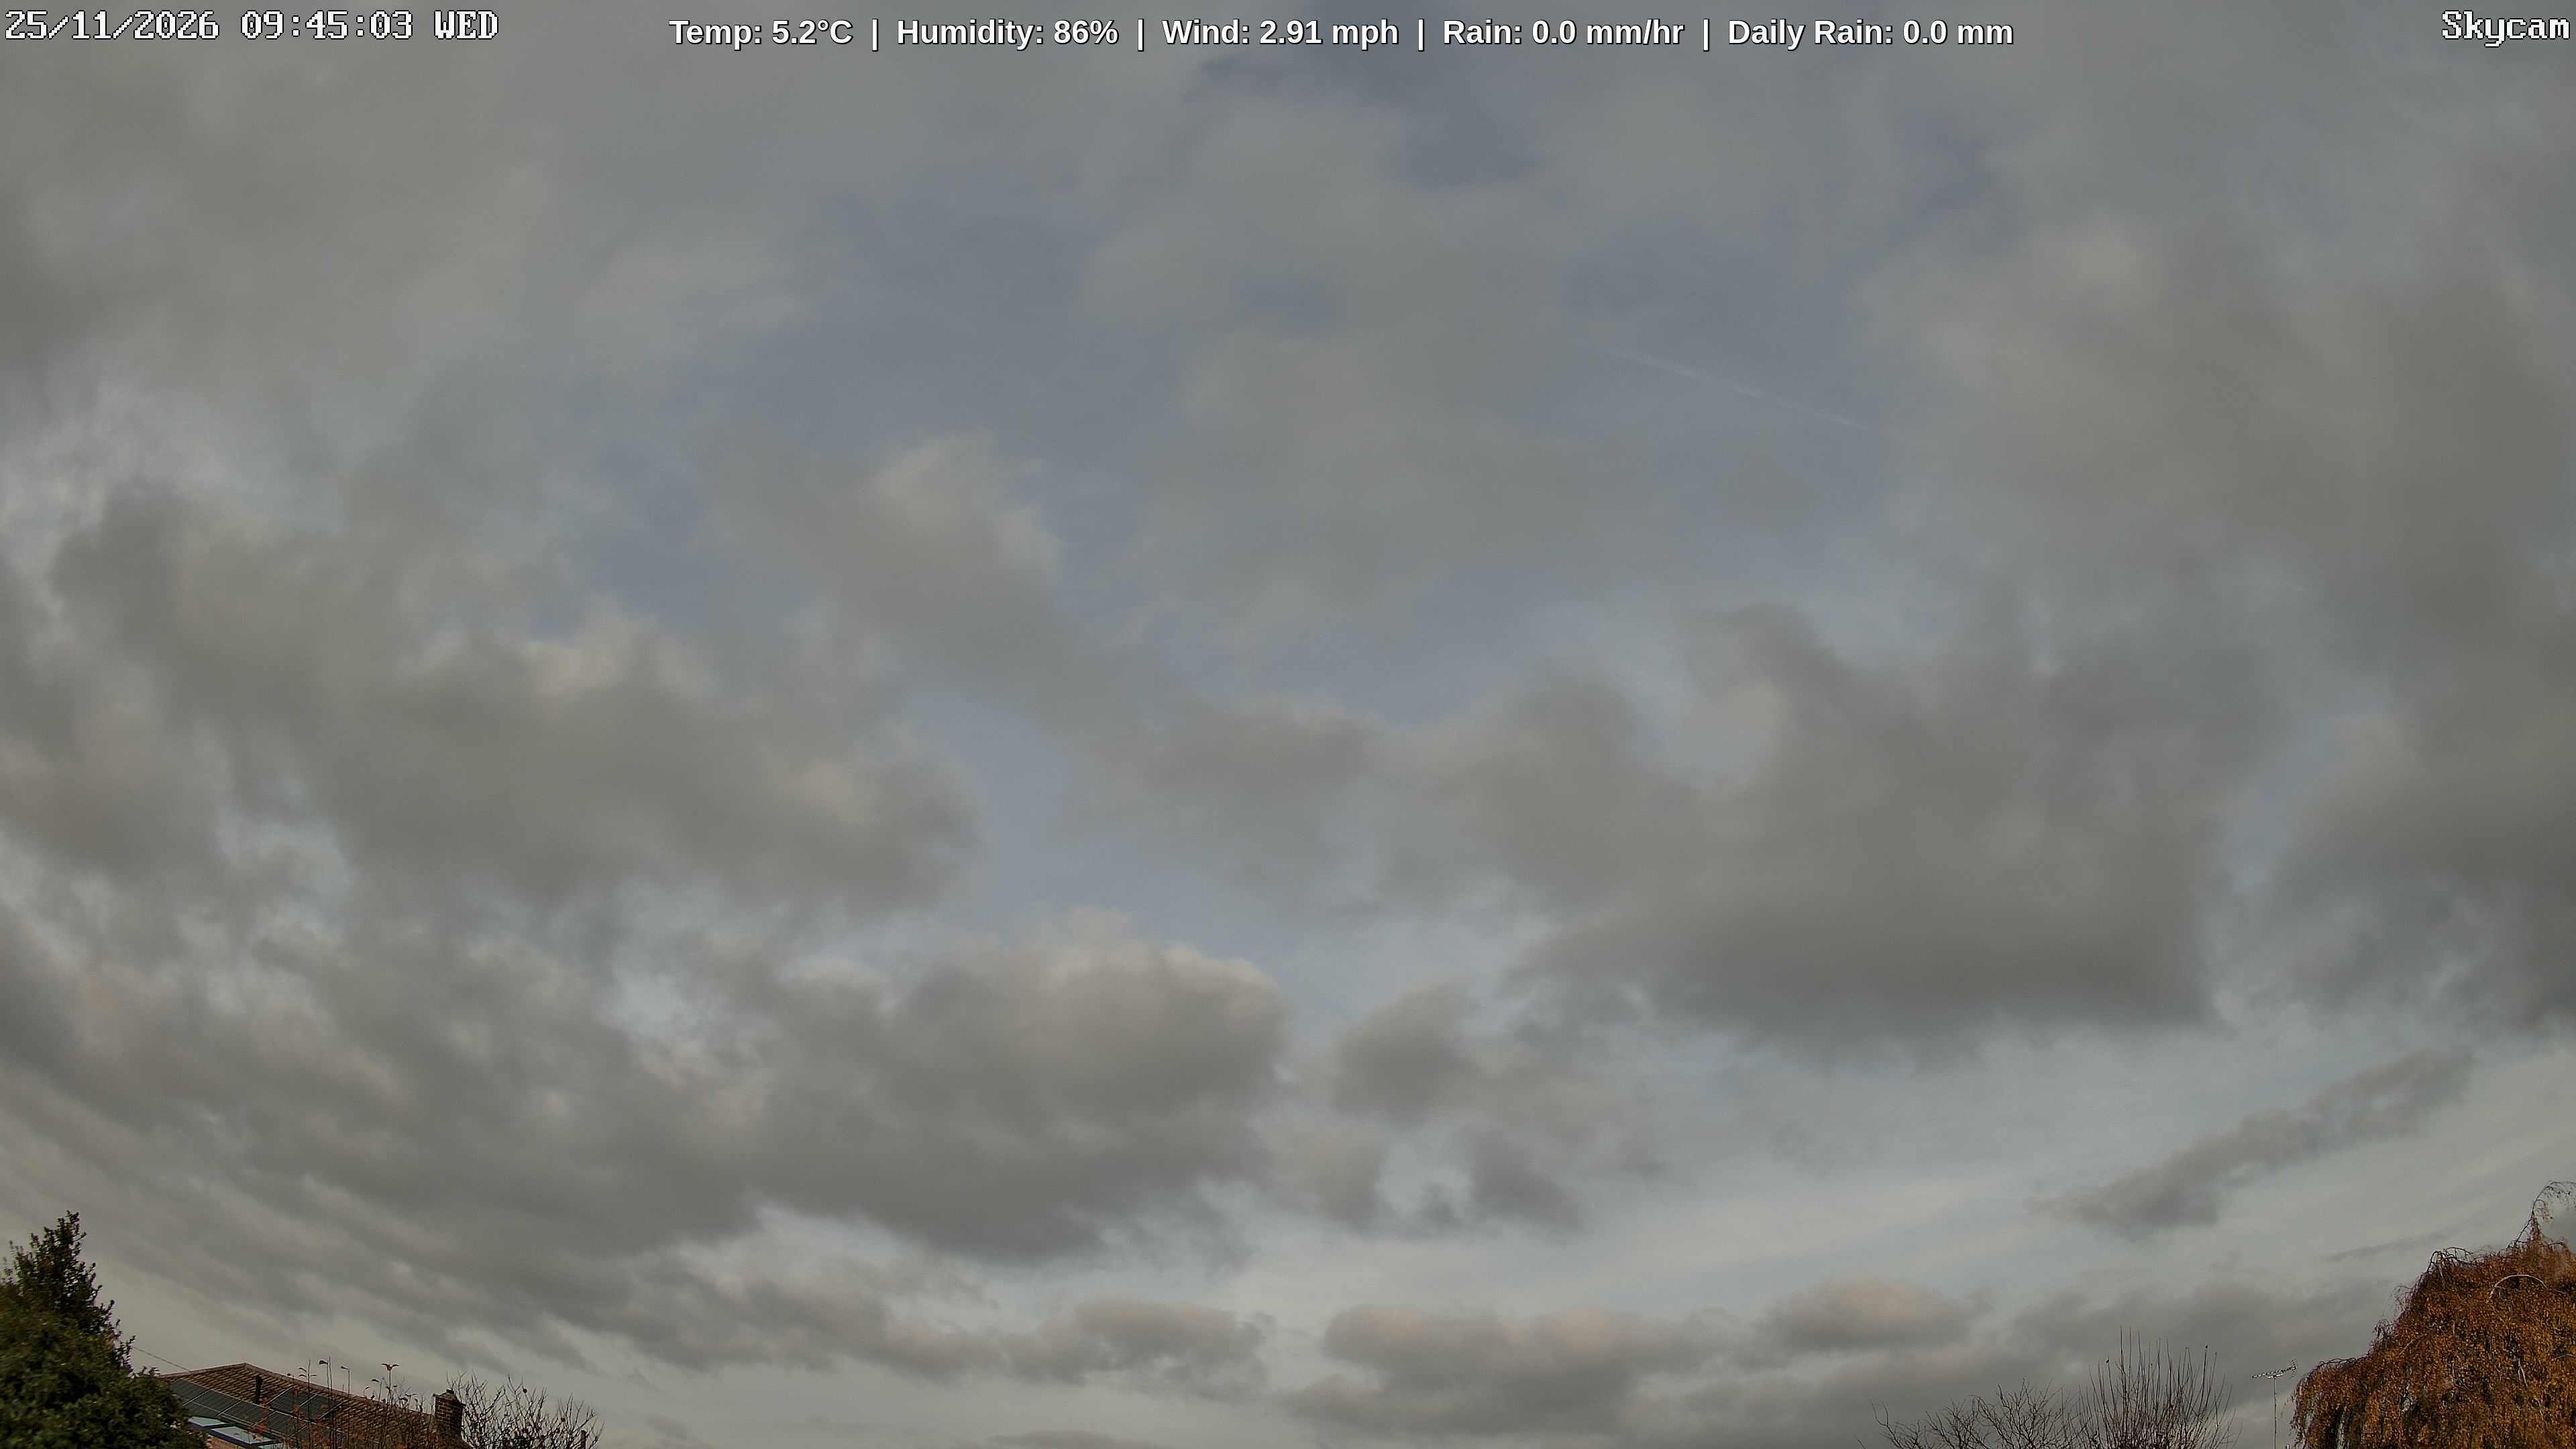 25/11/2026 09:45:03 WED
Temp: 5.2°C | Humidity: 86% | Wind: 2.91 mph | Rain: 0.0 mm/hr | Daily Rain: 0.0 mm
Skycam